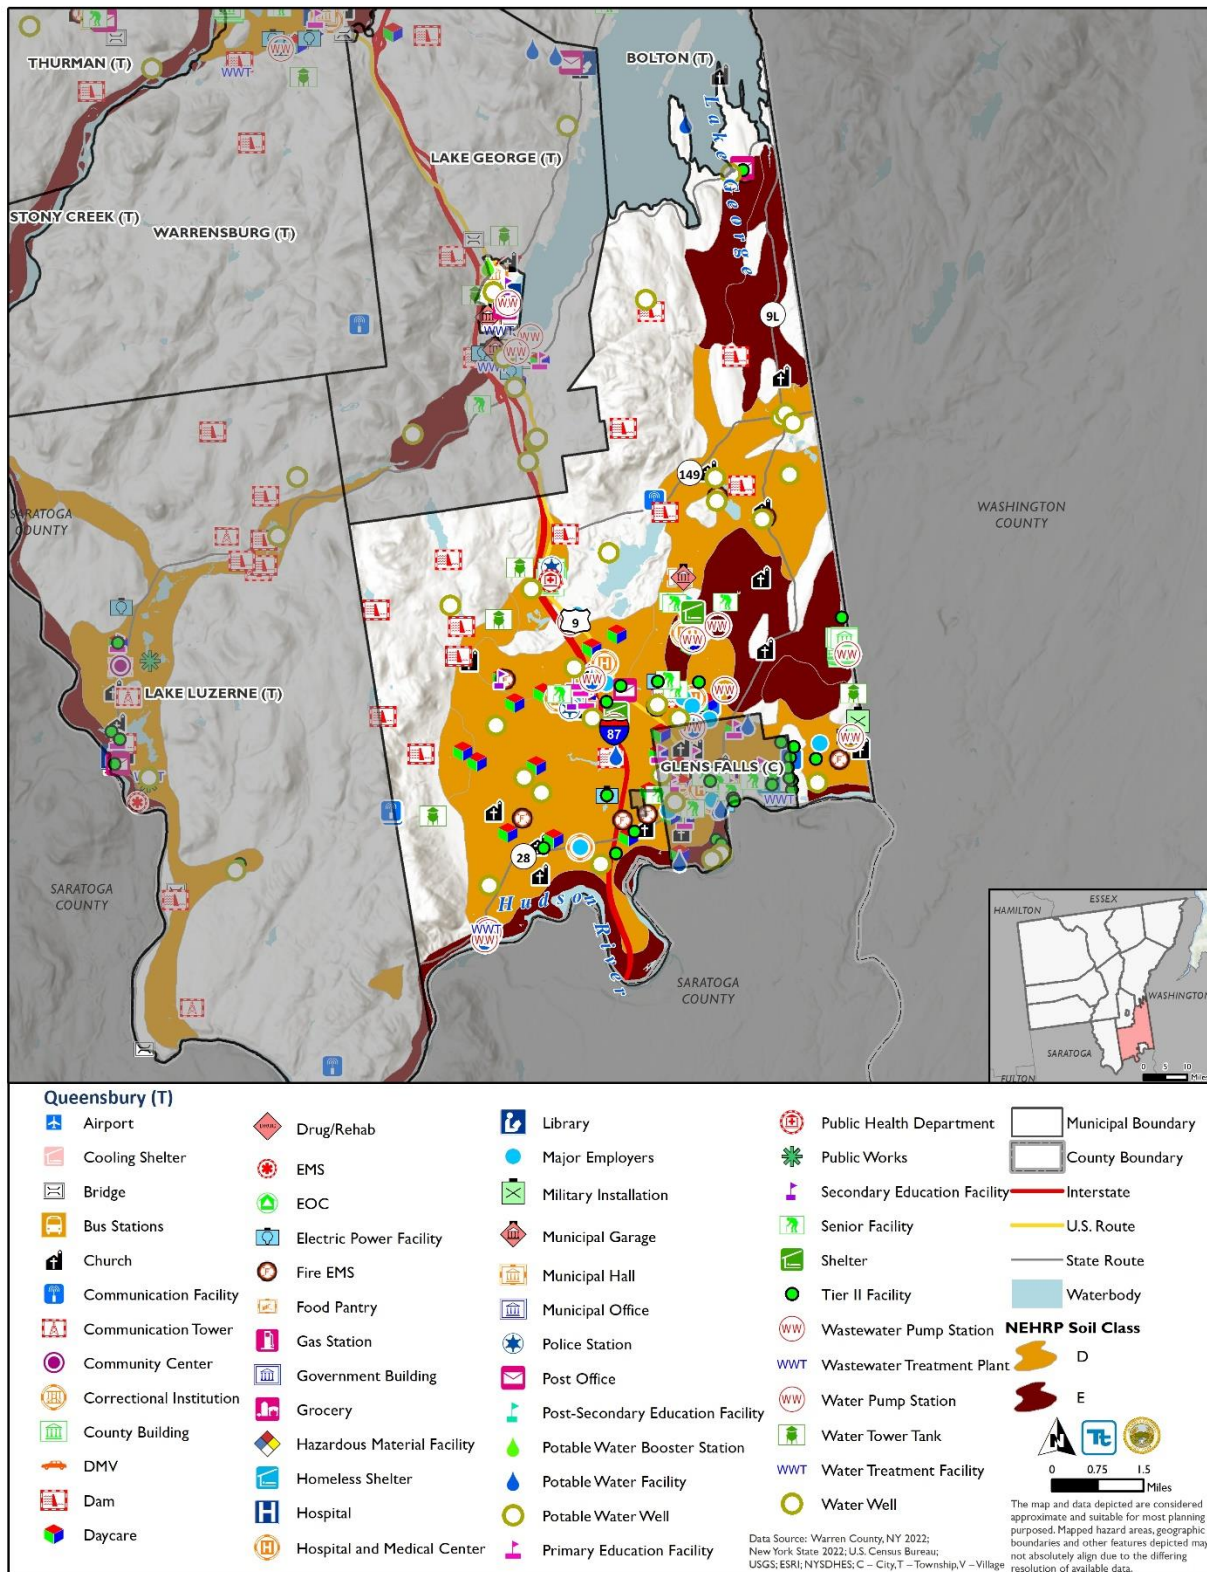 THURMAN (T)
BOLTON (T)
LAKE GEORGE (T)
Lake George
STONY CREEK (T)
WARRENSBURG (T)
9L
149
SARATOGA
COUNTY
WASHINGTON
COUNTY
9
LAKE LUZERNE (T)
87
GLENS FALLS (C)
28
SARATOGA
COUNTY
Hudson River
SARATOGA
COUNTY
HAMILTON
ESSEX
WASHINGTON
SARATOGA
FULTON
0 5 10
Miles
Queensbury (T)
Airport
Cooling Shelter
Bridge
Bus Stations
Church
Communication Facility
Communication Tower
Community Center
Correctional Institution
County Building
DMV
Dam
Daycare
Drug/Rehab
EMS
EOC
Electric Power Facility
Fire EMS
Food Pantry
Gas Station
Government Building
Grocery
Hazardous Material Facility
Homeless Shelter
Hospital
Hospital and Medical Center
Library
Major Employers
Military Installation
Municipal Garage
Municipal Hall
Municipal Office
Police Station
Post Office
Post-Secondary Education Facility
Potable Water Booster Station
Potable Water Facility
Potable Water Well
Primary Education Facility
Public Health Department
Public Works
Secondary Education Facility
Senior Facility
Shelter
Tier II Facility
WW Wastewater Pump Station
WWT Wastewater Treatment Plant
WW Water Pump Station
Water Tower Tank
WWT Water Treatment Facility
Water Well
Municipal Boundary
County Boundary
Interstate
U.S. Route
State Route
Waterbody
NEHRP Soil Class
D
E
N
0 0.75 1.5
Miles
The map and data depicted are considered
approximate and suitable for most planning
purposed. Mapped hazard areas, geographic
boundaries and other features depicted may
not absolutely align due to the differing
resolution of available data.
Data Source: Warren County, NY 2022;
New York State 2022; U.S. Census Bureau;
USGS; ESRI; NYSDHES; C – City, T – Township, V – Village